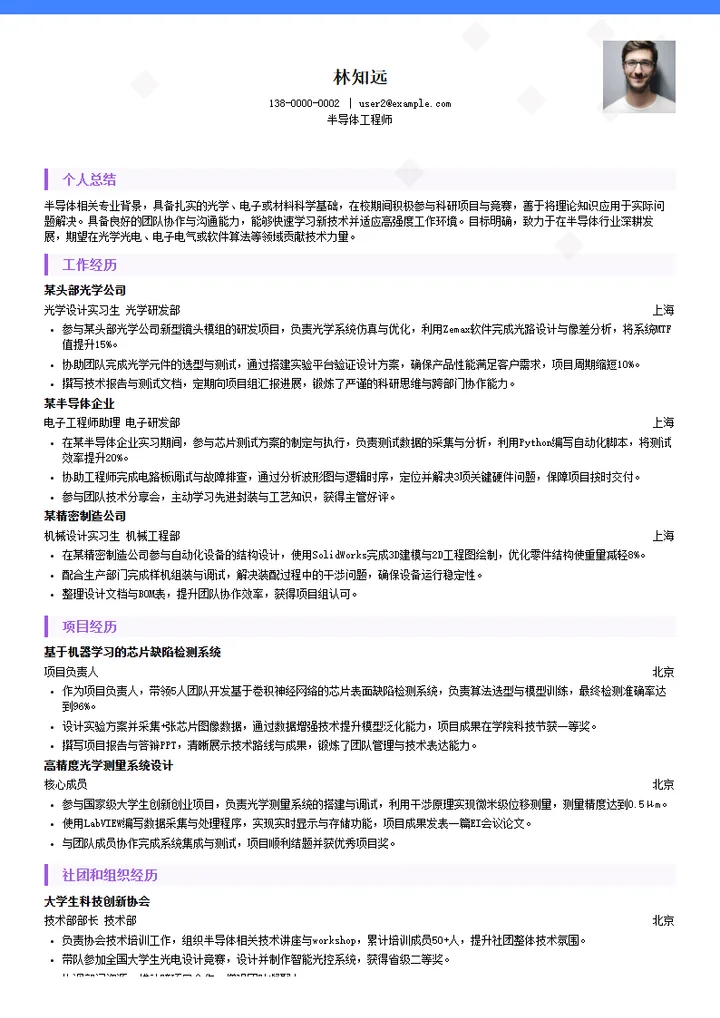 林知远
138-0000-0002 | user2@example.com
半导体工程师
个人总结
半导体相关专业背景，具备扎实的光学、电子或材料科学基础，在校期间积极参与科研项目与竞赛，善于将理论知识应用于实际问
题解决。具备良好的团队协作与沟通能力，能够快速学习新技术并适应高强度工作环境。目标明确，致力于在半导体行业深耕发
展，期望在光学光电、电子电气或软件算法等领域贡献技术力量。
工作经历
某头部光学公司
光学设计实习生 光学研发部 上海
• 参与某头部光学公司新型镜头模组的研发项目，负责光学系统仿真与优化，利用Zemax软件完成光路设计与像差分析，将系统MTF
值提升15%。
• 协助团队完成光学元件的选型与测试，通过搭建实验平台验证设计方案，确保产品性能满足客户需求，项目周期缩短10%。
• 撰写技术报告与测试文档，定期向项目组汇报进展，锻炼了严谨的科研思维与跨部门协作能力。
某半导体企业
电子工程师助理 电子研发部 上海
• 在某半导体企业实习期间，参与芯片测试方案的制定与执行，负责测试数据的采集与分析，利用Python编写自动化脚本，将测试
效率提升20%。
• 协助工程师完成电路板调试与故障排查，通过分析波形图与逻辑时序，定位并解决3项关键硬件问题，保障项目按时交付。
• 参与团队技术分享会，主动学习先进封装与工艺知识，获得主管好评。
某精密制造公司
机械设计实习生 机械工程部 上海
• 在某精密制造公司参与自动化设备的结构设计，使用SolidWorks完成3D建模与2D工程图绘制，优化零件结构使重量减轻8%。
• 配合生产部门完成样机组装与调试，解决装配过程中的干涉问题，确保设备运行稳定性。
• 整理设计文档与BOM表，提升团队协作效率，获得项目组认可。
项目经历
基于机器学习的芯片缺陷检测系统
项目负责人 北京
• 作为项目负责人，带领5人团队开发基于卷积神经网络的芯片表面缺陷检测系统，负责算法选型与模型训练，最终检测准确率达
到96%。
• 设计实验方案并采集+张芯片图像数据，通过数据增强技术提升模型泛化能力，项目成果在学院科技节获一等奖。
• 撰写项目报告与答辩PPT，清晰展示技术路线与成果，锻炼了团队管理与技术表达能力。
高精度光学测量系统设计
核心成员 北京
• 参与国家级大学生创新创业项目，负责光学测量系统的搭建与调试，利用干涉原理实现微米级位移测量，测量精度达到0.5μm。
• 使用LabVIEW编写数据采集与处理程序，实现实时显示与存储功能，项目成果发表一篇EI会议论文。
• 与团队成员协作完成系统集成与测试，项目顺利结题并获优秀项目奖。
社团和组织经历
大学生科技创新协会
技术部部长 技术部 北京
• 负责协会技术培训工作，组织半导体相关技术讲座与workshop，累计培训成员50+人，提升社团整体技术氛围。
• 带队参加全国大学生光电设计竞赛，设计并制作智能光控系统，获得省级二等奖。